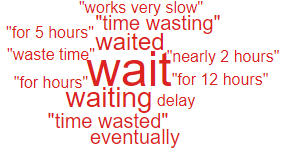 "works very slow"
"time wasting"
"for 5 hours" waited
"waste time" "nearly 2 hours"
wait
"for hours" "for 12 hours"
waiting delay
"time wasted"
eventually